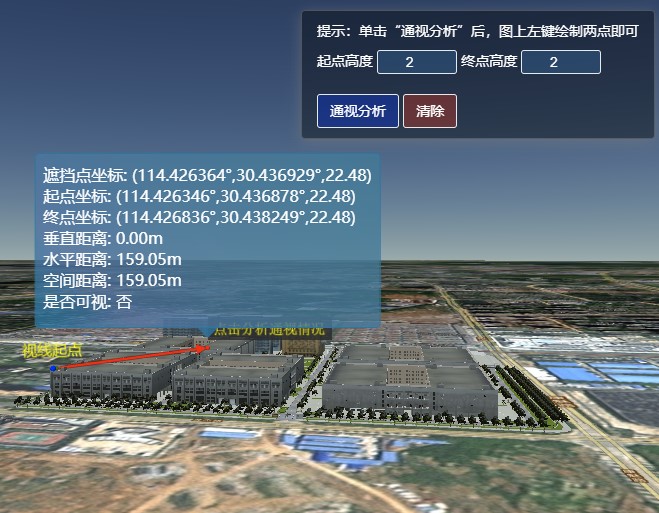 提示：单击“通视分析”后，图上左键绘制两点即可
起点高度 2 终点高度 2
通视分析 清除
遮挡点坐标: (114.426364°,30.436929°,22.48)
起点坐标: (114.426346°,30.436878°,22.48)
终点坐标: (114.426836°,30.438249°,22.48)
垂直距离: 0.00m
水平距离: 159.05m
空间距离: 159.05m
是否可视: 否
点击分析通视情况
视线起点